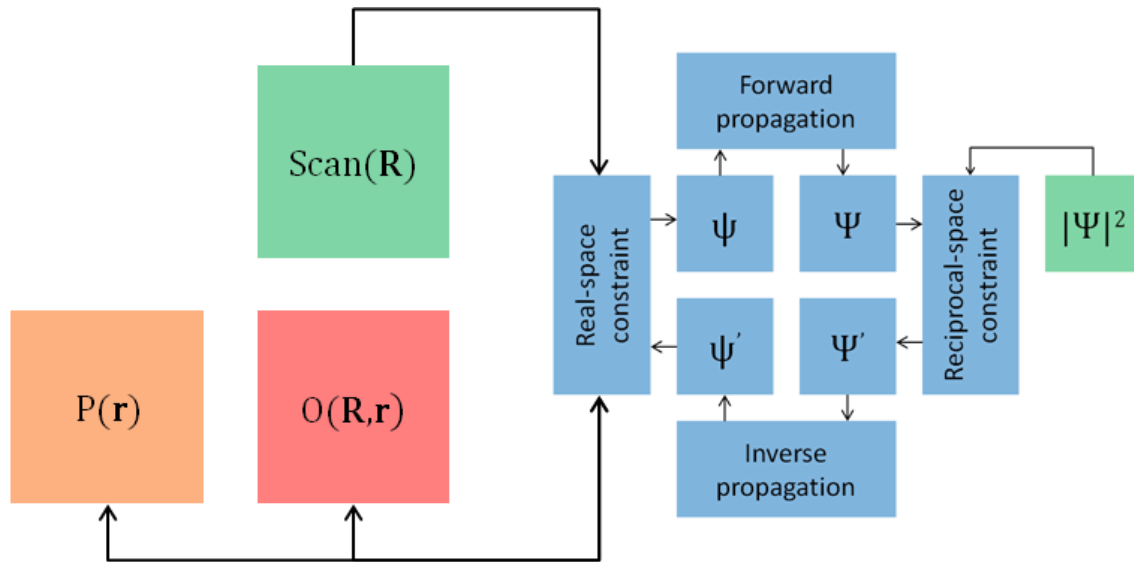 Forward
propagation
Scan(R)
Real-space
constraint
ψ
Ψ
Reciprocal-space
constraint
|Ψ|²
P(r)
O(R,r)
ψ'
Ψ'
Inverse
propagation